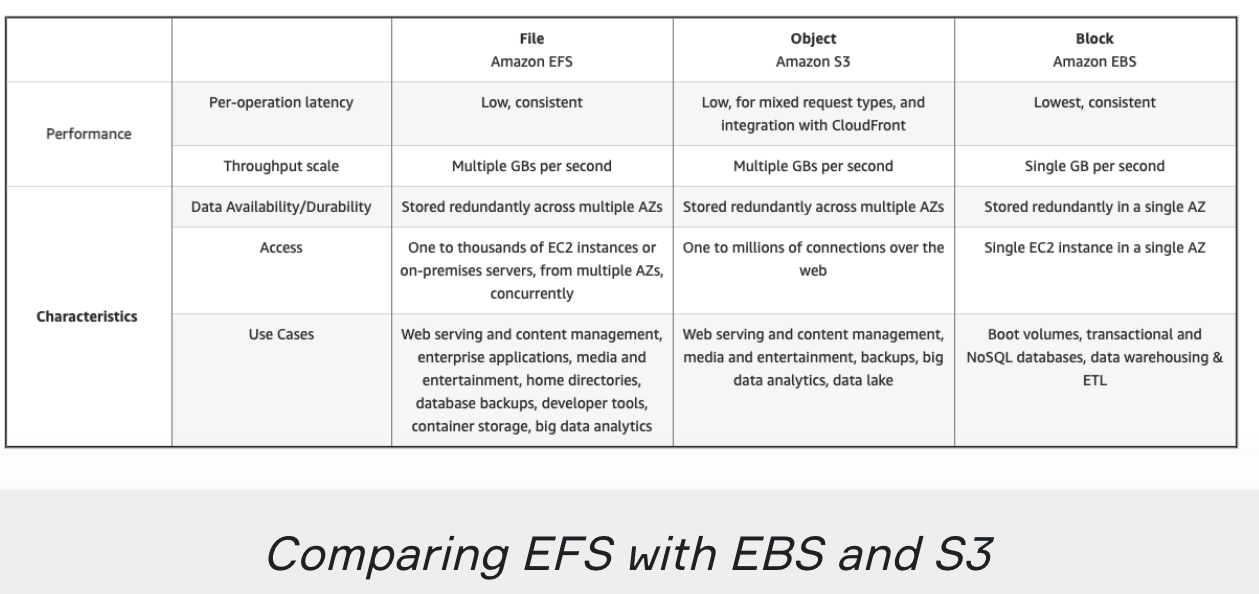 File
Amazon EFS
Object
Amazon S3
Block
Amazon EBS
Performance
Per-operation latency
Low, consistent
Low, for mixed request types, and
integration with CloudFront
Lowest, consistent
Throughput scale
Multiple GBs per second
Multiple GBs per second
Single GB per second
Characteristics
Data Availability/Durability
Stored redundantly across multiple AZs
Stored redundantly across multiple AZs
Stored redundantly in a single AZ
Access
One to thousands of EC2 instances or
on-premises servers, from multiple AZs,
concurrently
One to millions of connections over the
web
Single EC2 instance in a single AZ
Use Cases
Web serving and content management,
enterprise applications, media and
entertainment, home directories,
database backups, developer tools,
container storage, big data analytics
Web serving and content management,
media and entertainment, backups, big
data analytics, data lake
Boot volumes, transactional and
NoSQL databases, data warehousing &
ETL
Comparing EFS with EBS and S3